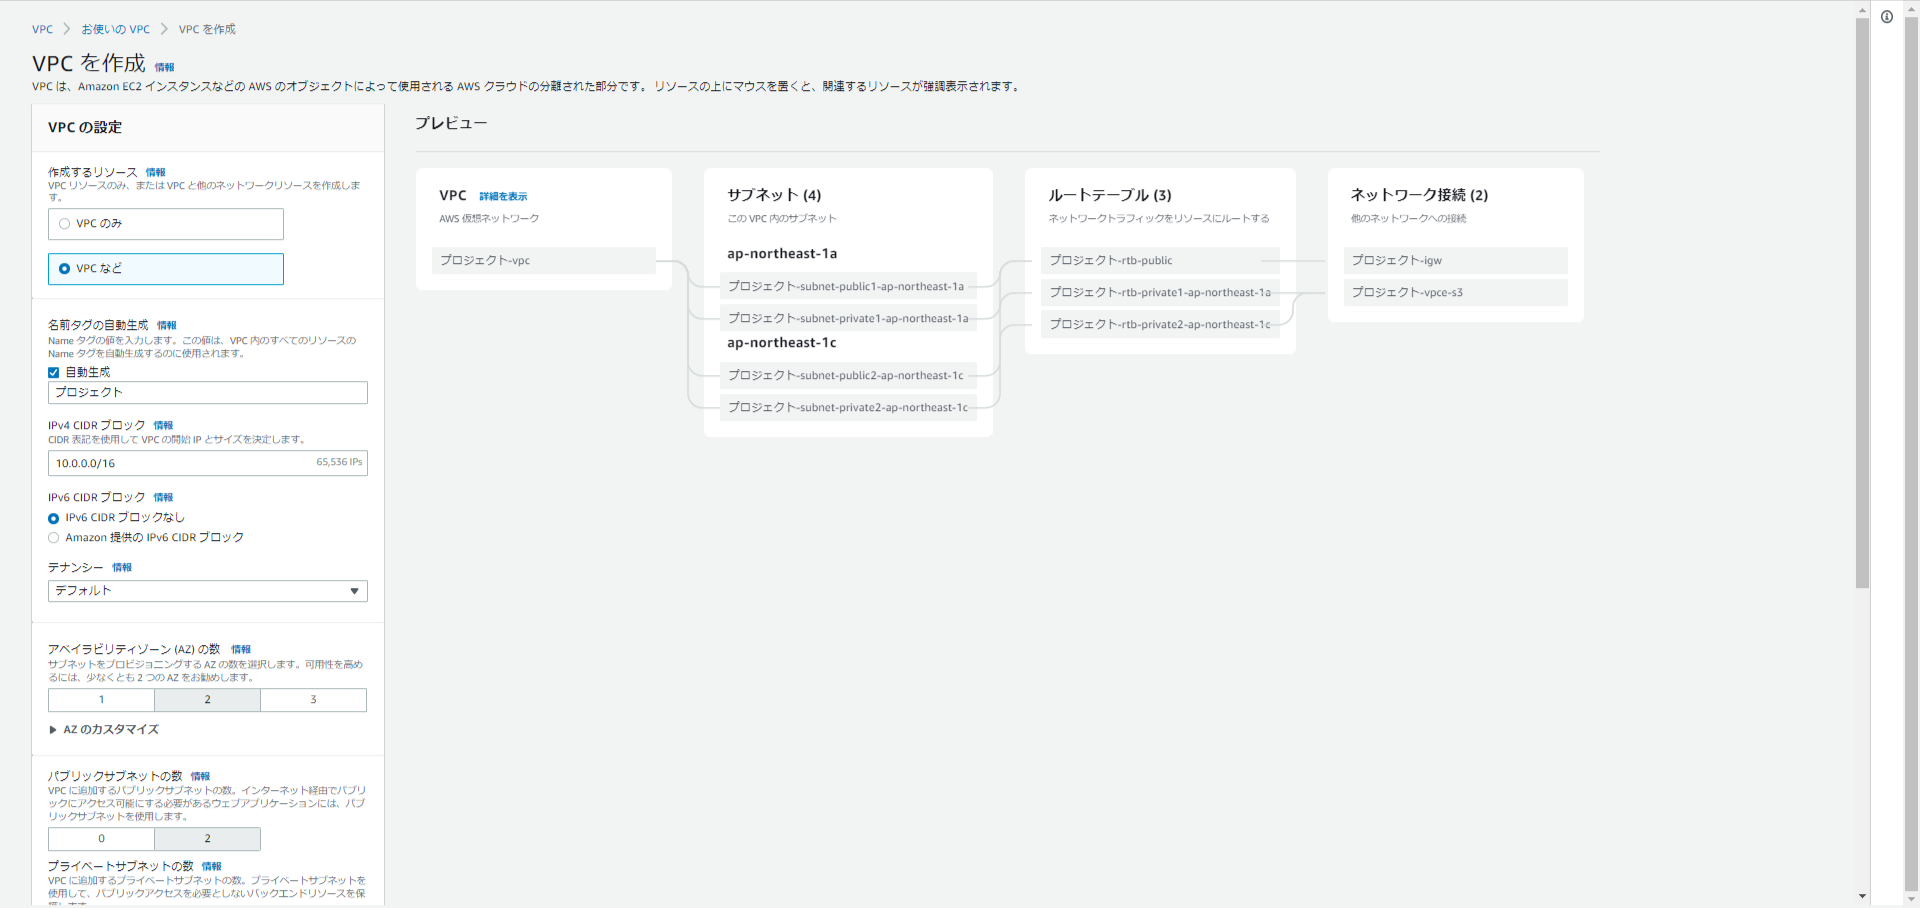 VPC
お使いの VPC
VPC を作成
VPC を作成 情報
VPC は、Amazon EC2 インスタンスなどの AWS のオブジェクトによって使用される AWS クラウドの分離された部分です。 リソースの上にマウスを置くと、関連するリソースが強調表示されます。
VPC の設定
作成するリソース 情報
VPC リソースのみ、または VPC と他のネットワークリソースを作成しま
す。
VPC のみ
VPC など
名前タグの自動生成 情報
Name タグの値を入力します。この値は、VPC 内のすべてのリソースの
Name タグを自動生成するのに使用されます。
自動生成
プロジェクト
IPv4 CIDR ブロック 情報
CIDR 表記を使用して VPC の開始 IP とサイズを決定します。
10.0.0.0/16
65,536 IPs
IPv6 CIDR ブロック 情報
IPv6 CIDR ブロックなし
Amazon 提供の IPv6 CIDR ブロック
テナンシー 情報
デフォルト
アベイラビリティゾーン (AZ) の数 情報
サブネットをプロビジョニングする AZ の数を選択します。可用性を高め
るには、少なくとも 2 つの AZ をお勧めします。
1
2
3
AZ のカスタマイズ
パブリックサブネットの数 情報
VPC に追加するパブリックサブネットの数。インターネット経由でパブリ
ックにアクセス可能にする必要があるウェブアプリケーションには、パブ
リックサブネットを使用します。
0
2
プライベートサブネットの数 情報
VPC に追加するプライベートサブネットの数。プライベートサブネットを
使用して、パブリックアクセスを必要としないバックエンドリソースを保
護します。
プレビュー
VPC 詳細を表示
AWS 仮想ネットワーク
プロジェクト-vpc
サブネット (4)
この VPC 内のサブネット
ap-northeast-1a
プロジェクト-subnet-public1-ap-northeast-1a
プロジェクト-subnet-private1-ap-northeast-1a
ap-northeast-1c
プロジェクト-subnet-public2-ap-northeast-1c
プロジェクト-subnet-private2-ap-northeast-1c
ルートテーブル (3)
ネットワークトラフィックをリソースにルートする
プロジェクト-rtb-public
プロジェクト-rtb-private1-ap-northeast-1a
プロジェクト-rtb-private2-ap-northeast-1c
ネットワーク接続 (2)
他のネットワークへの接続
プロジェクト-igw
プロジェクト-vpce-s3